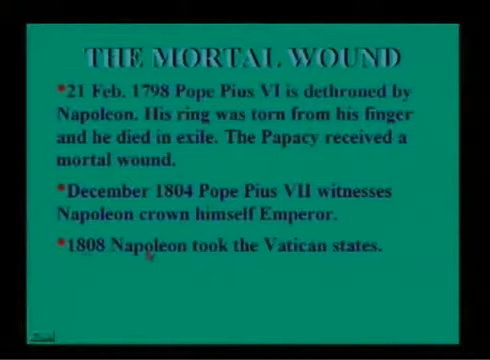 THE MORTAL WOUND
*21 Feb. 1798 Pope Pius VI is dethroned by
Napoleon. His ring was torn from his finger
and he died in exile. The Papacy received a
mortal wound.
*December 1804 Pope Pius VII witnesses
Napoleon crown himself Emperor.
*1808 Napoleon took the Vatican states.